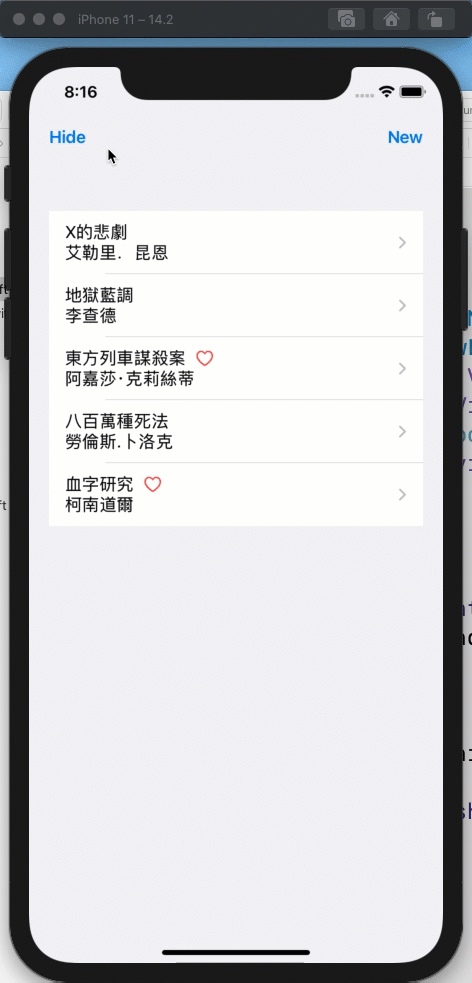 iPhone 11 – 14.2
8:16
Hide
New
X的悲劇
艾勒里．昆恩
地獄藍調
李查德
東方列車謀殺案
阿嘉莎·克莉絲蒂
八百萬種死法
勞倫斯.卜洛克
血字研究
柯南道爾